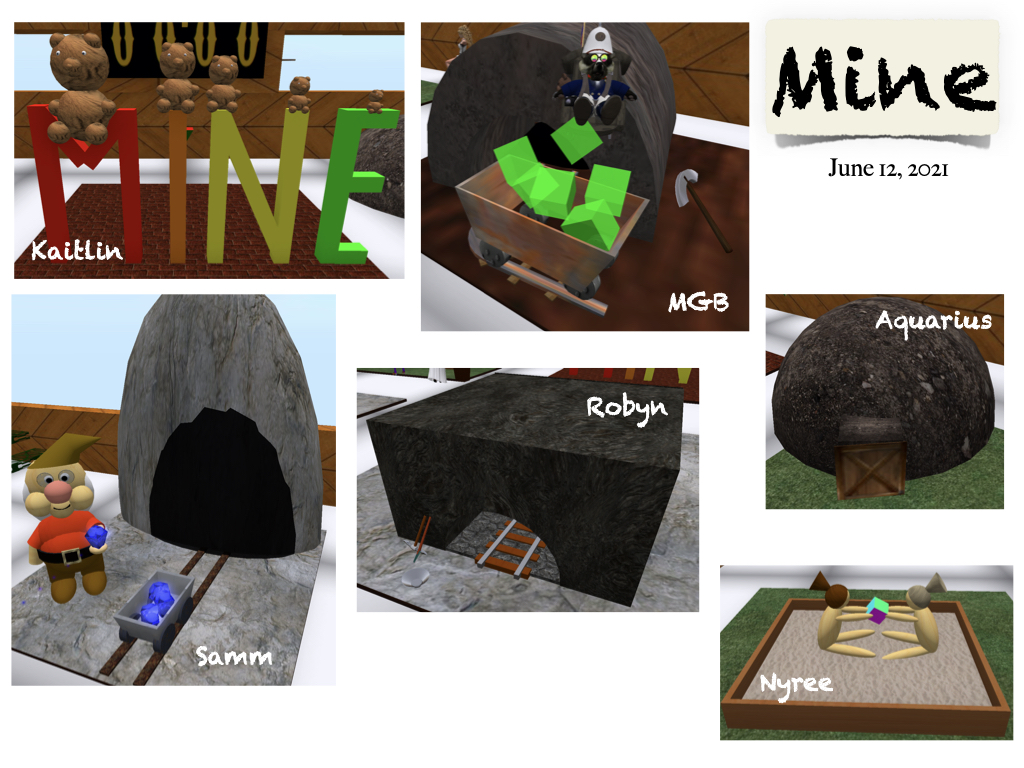 MINE
Kaitlin
MGB
Mine
June 12, 2021
Samm
Robyn
Aquarius
Nyree